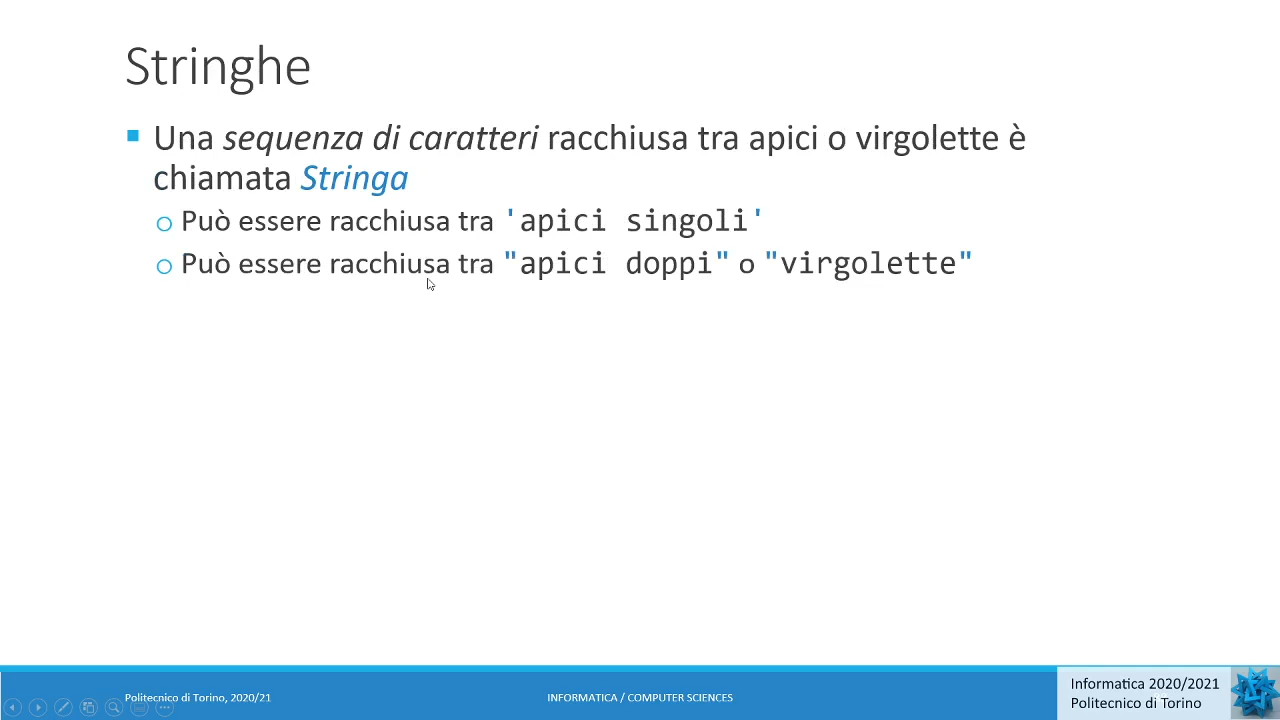 Stringhe
Una sequenza di caratteri racchiusa tra apici o virgolette è
chiamata Stringa
Può essere racchiusa tra 'apici singoli'
Può essere racchiusa tra "apici doppi" o "virgolette"
Politecnico di Torino, 2020/21
INFORMATICA / COMPUTER SCIENCES
Informatica 2020/2021
Politecnico di Torino